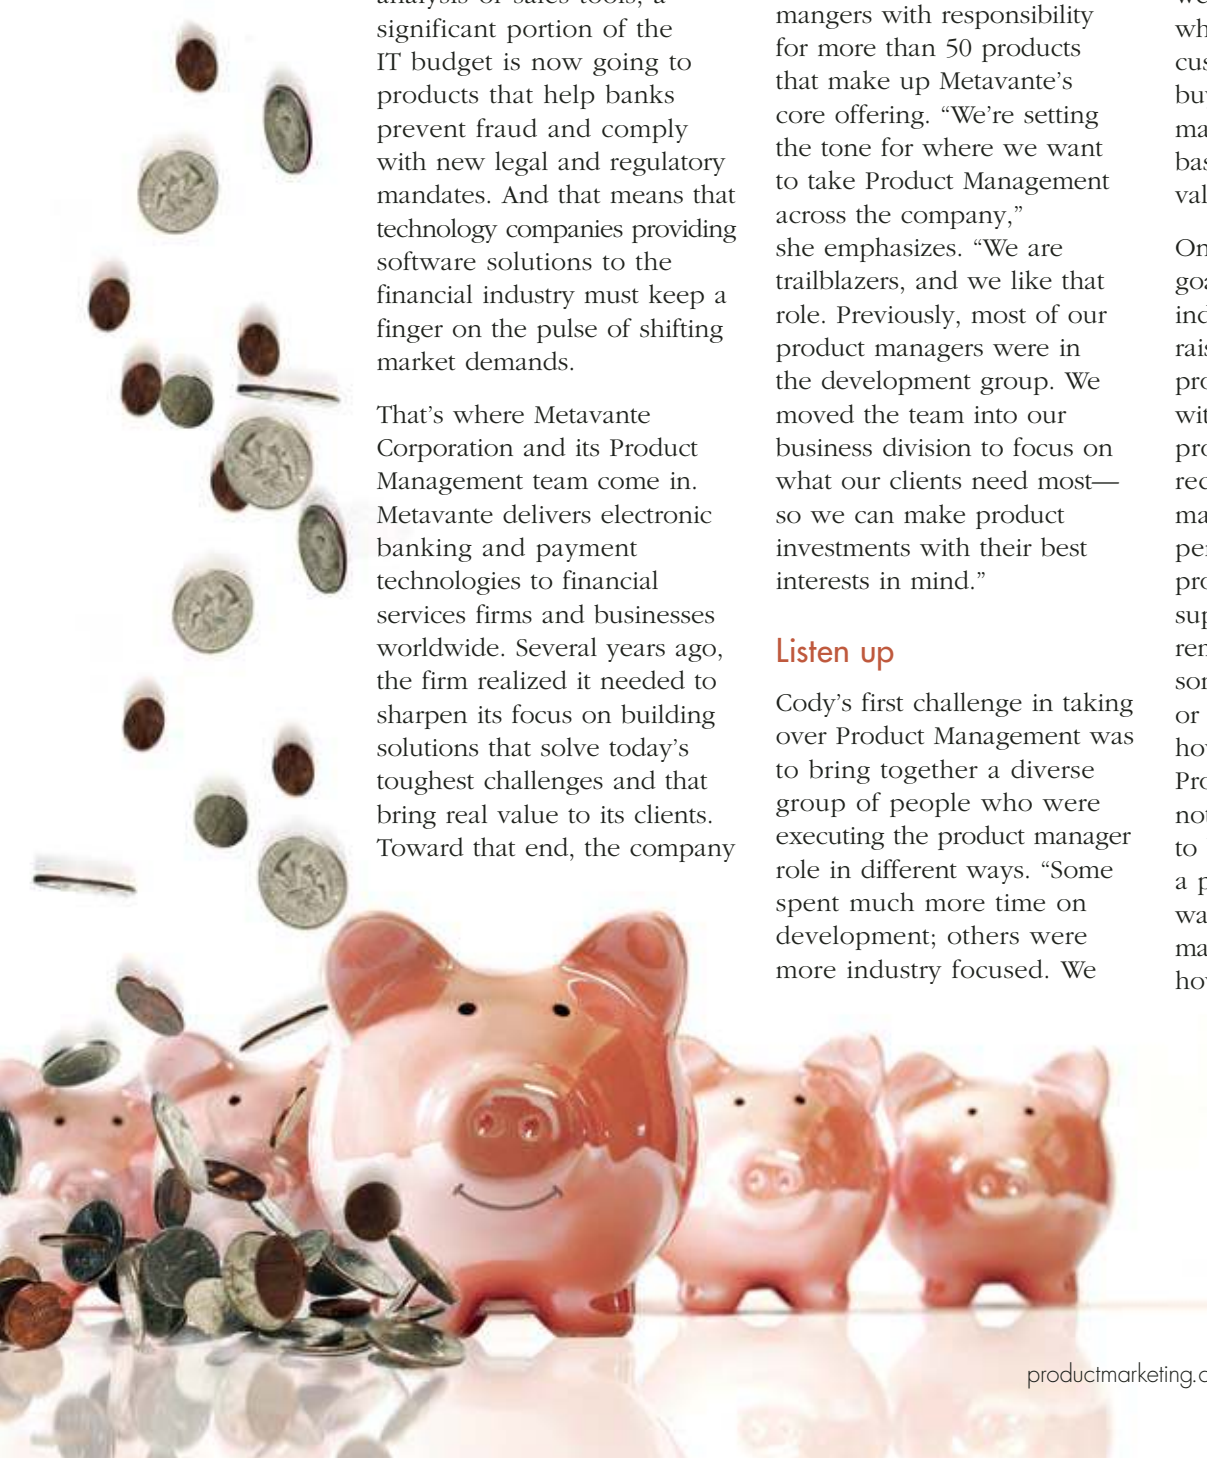 analysis of sales tools, a
significant portion of the
IT budget is now going to
products that help banks
prevent fraud and comply
with new legal and regulatory
mandates. And that means that
technology companies providing
software solutions to the
financial industry must keep a
finger on the pulse of shifting
market demands.
That’s where Metavante
Corporation and its Product
Management team come in.
Metavante delivers electronic
banking and payment
technologies to financial
services firms and businesses
worldwide. Several years ago,
the firm realized it needed to
sharpen its focus on building
solutions that solve today’s
toughest challenges and that
bring real value to its clients.
Toward that end, the company
mangers with responsibility
for more than 50 products
that make up Metavante’s
core offering. “We’re setting
the tone for where we want
to take Product Management
across the company,”
she emphasizes. “We are
trailblazers, and we like that
role. Previously, most of our
product managers were in
the development group. We
moved the team into our
business division to focus on
what our clients need most—
so we can make product
investments with their best
interests in mind.”
Listen up
Cody’s first challenge in taking
over Product Management was
to bring together a diverse
group of people who were
executing the product manager
role in different ways. “Some
spent much more time on
development; others were
more industry focused. We
or
to
a
productmarketing.